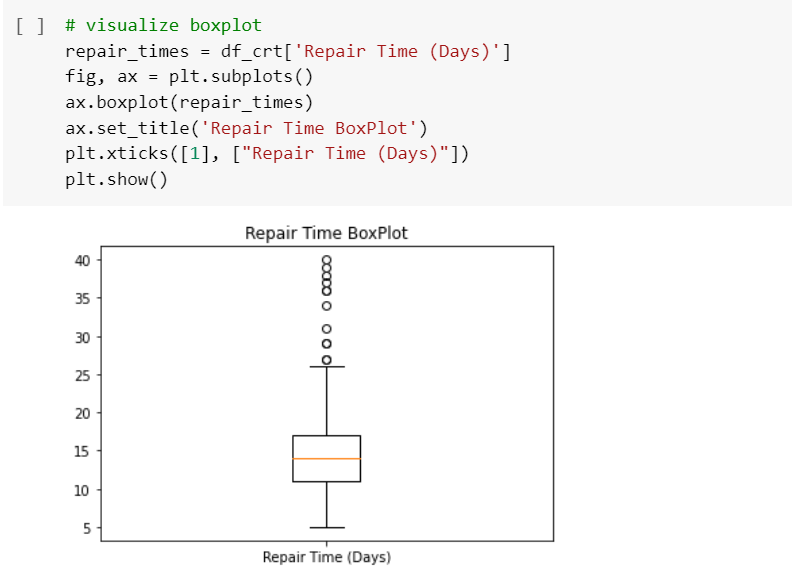 [ ] # visualize boxplot
repair_times = df_crt['Repair Time (Days)']
fig, ax = plt.subplots()
ax.boxplot(repair_times)
ax.set_title('Repair Time BoxPlot')
plt.xticks([1], ["Repair Time (Days)"])
plt.show()
Repair Time BoxPlot
40
35
30
25
20
15
10
5
Repair Time (Days)